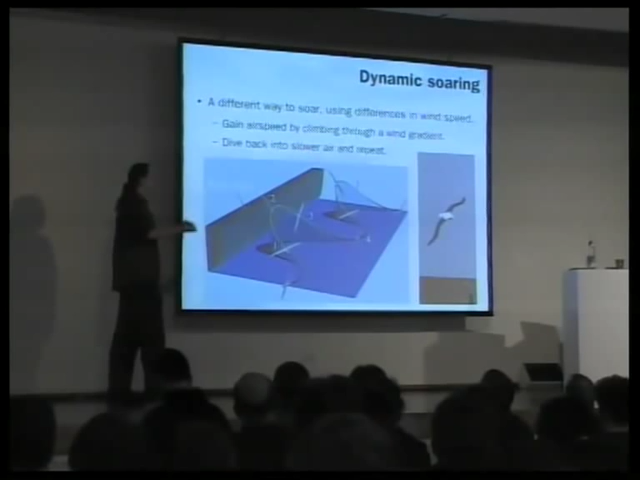 Dynamic soaring
• A different way to soar, using differences in wind speed.
– Gain airspeed by climbing through a wind gradient.
– Dive back into slower air and repeat.